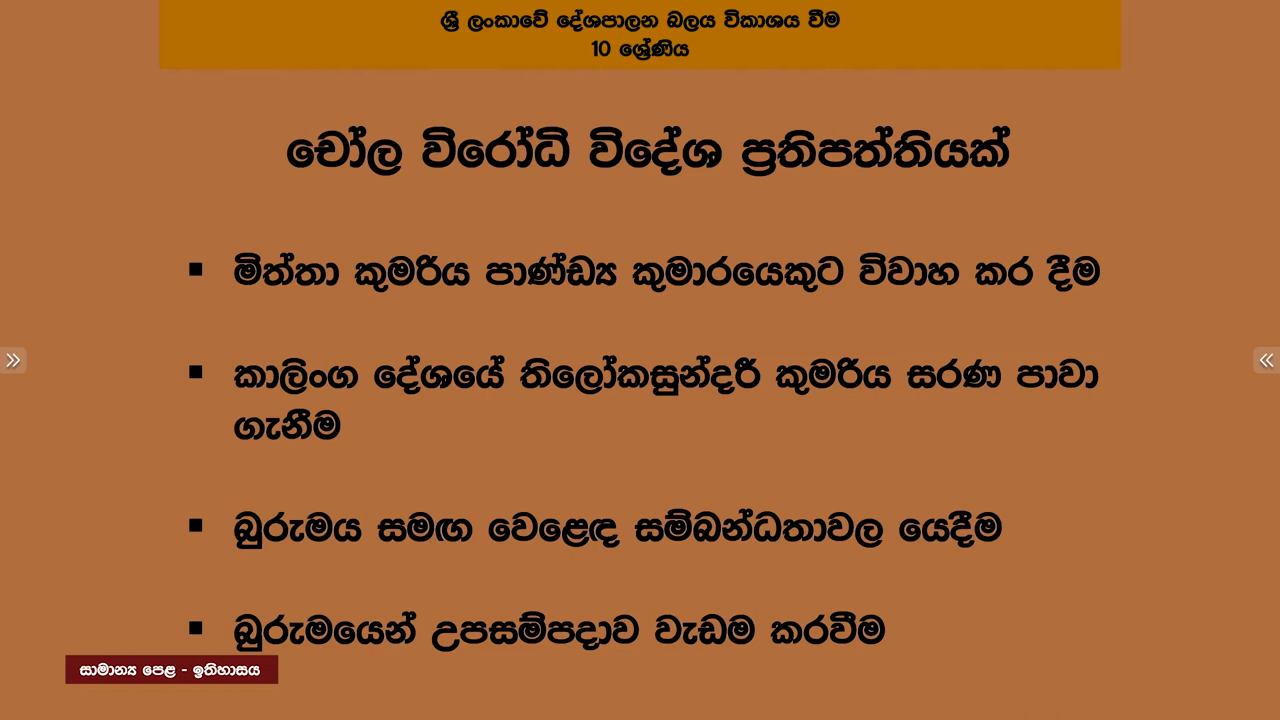 ශ්‍රී ලංකාවේ දේශපාලන බලය විකාශය වීම
10 ශ්‍රේණිය
චෝල විරෝධි විදේශ ප්‍රතිපත්තියක්
▪ මිත්තා කුමරිය පාණ්ඩ්‍ය කුමාරයෙකුට විවාහ කර දීම
▪ කාලිංග දේශයේ තිලෝකසුන්දරී කුමරිය සරණ පාවා
ගැනීම
▪ බුරුමය සමඟ වෙළෙඳ සම්බන්ධතාවල යෙදීම
▪ බුරුමයෙන් උපසම්පදාව වැඩම කරවීම
සාමාන්‍ය පෙළ - ඉතිහාසය